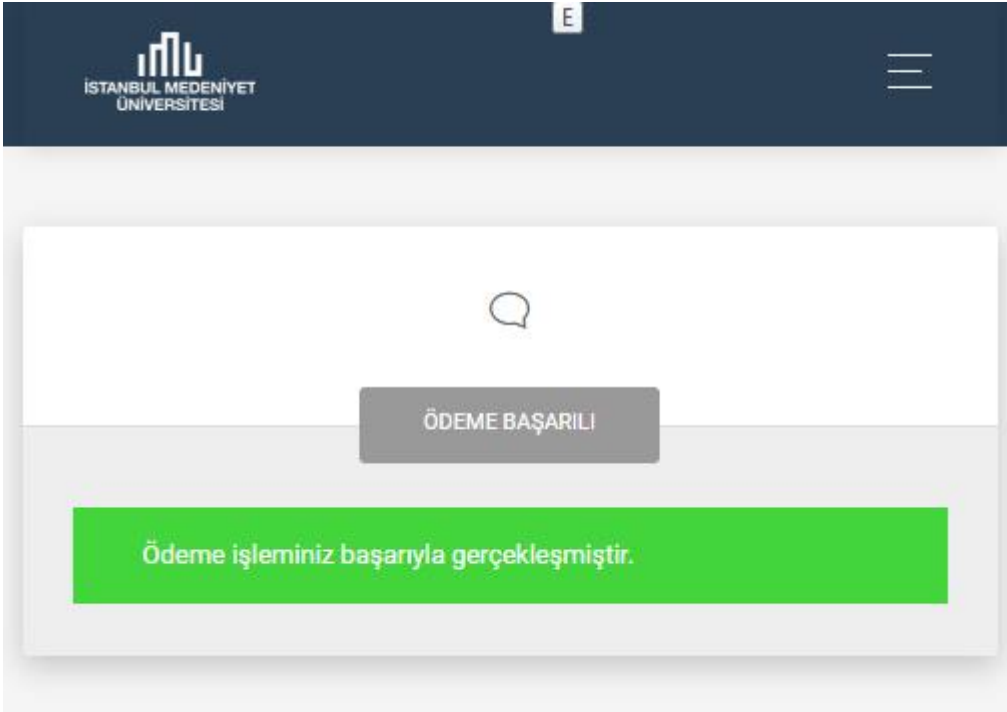 E
İSTANBUL MEDENİYET
ÜNİVERSİTESİ
ÖDEME BAŞARILI
Ödeme işleminiz başarıyla gerçekleşmiştir.